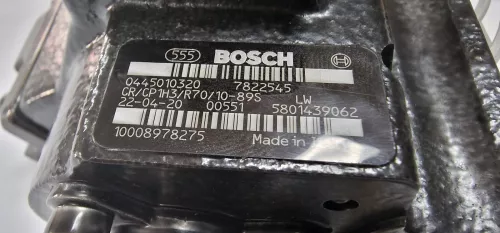 555 BOSCH
0445010320 7822545
CR/CP1H3/R70/10-89S LW
22-04-20 00551 5801439062
10008978275 Made in